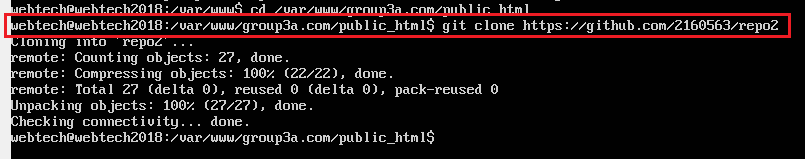 webtech@webtech2018:/var/www$ cd /var/www/group3a.com/public_html
webtech@webtech2018:/var/www/group3a.com/public_html$ git clone https://github.com/2160563/repo2
Cloning into 'repo2'...
remote: Counting objects: 27, done.
remote: Compressing objects: 100% (22/22), done.
remote: Total 27 (delta 0), reused 0 (delta 0), pack-reused 0
Unpacking objects: 100% (27/27), done.
Checking connectivity... done.
webtech@webtech2018:/var/www/group3a.com/public_html$